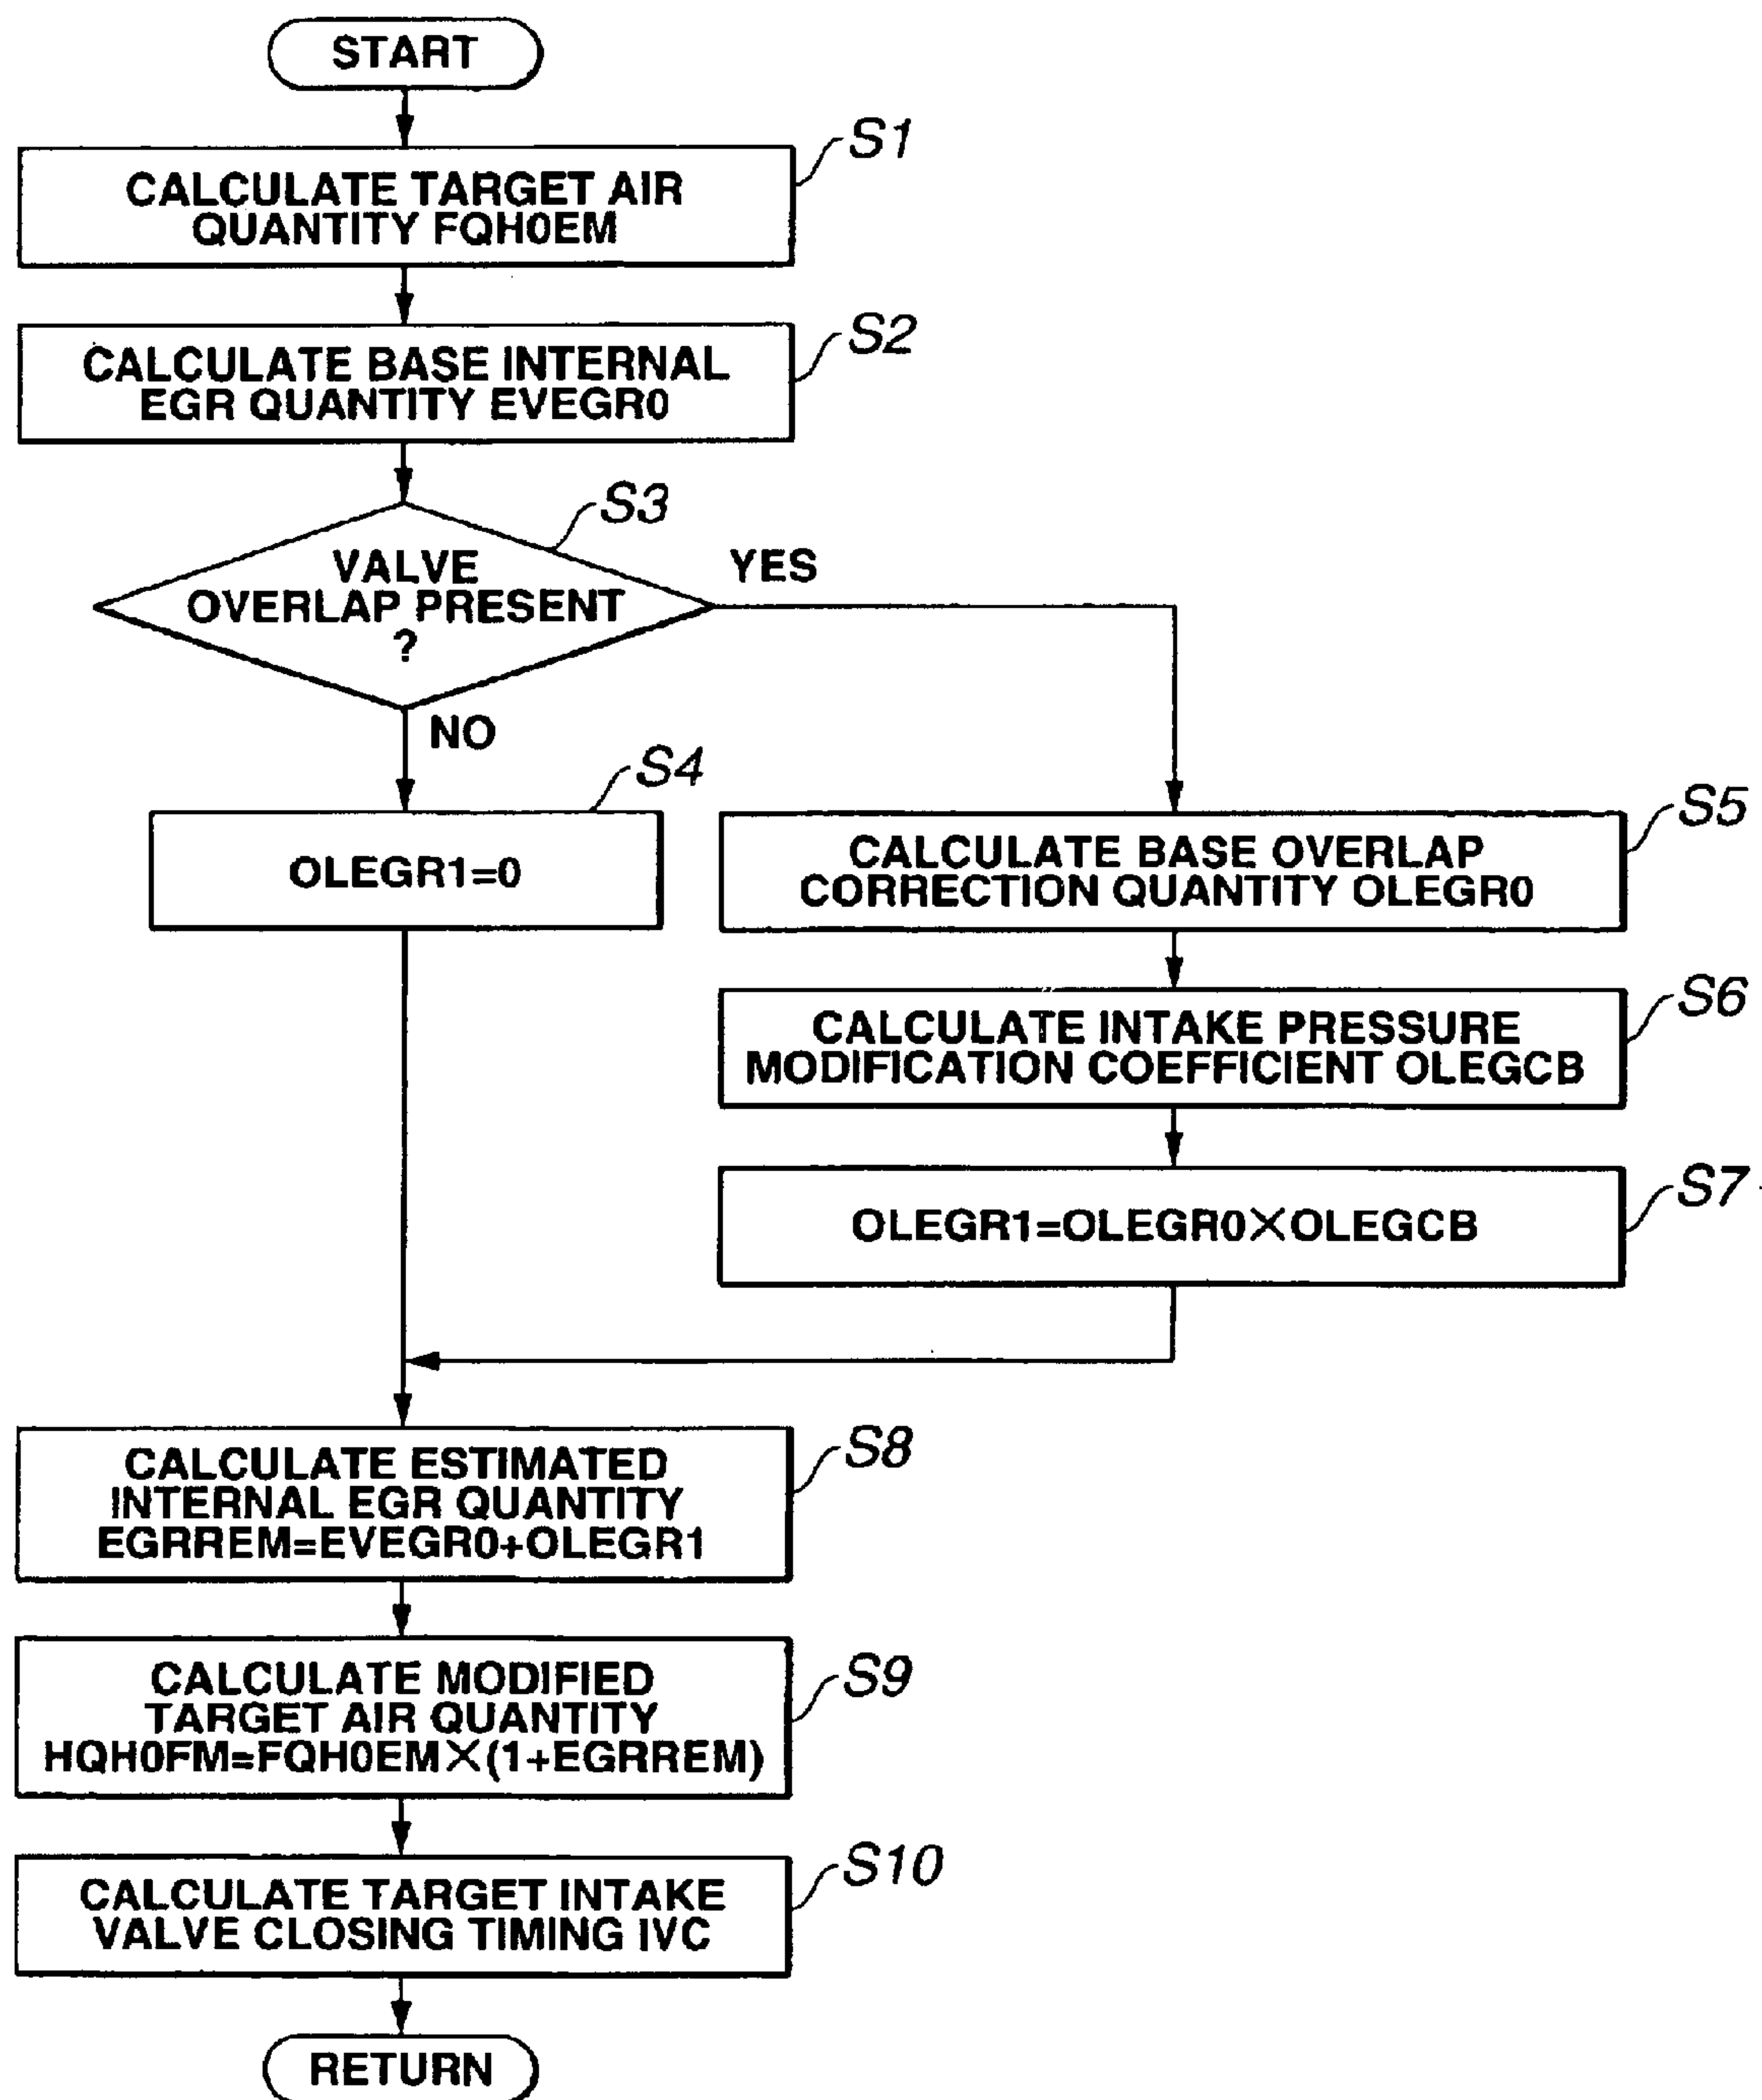 START
S1
CALCULATE TARGET AIR
QUANTITY FQH0EM
S2
CALCULATE BASE INTERNAL
EGR QUANTITY EVEGR0
S3
VALVE
OVERLAP PRESENT
?
YES
NO
S4
OLEGR1=0
S5
CALCULATE BASE OVERLAP
CORRECTION QUANTITY OLEGR0
S6
CALCULATE INTAKE PRESSURE
MODIFICATION COEFFICIENT OLEGCB
S7
OLEGR1=OLEGR0×OLEGCB
S8
CALCULATE ESTIMATED
INTERNAL EGR QUANTITY
EGRREM=EVEGR0+OLEGR1
S9
CALCULATE MODIFIED
TARGET AIR QUANTITY
HQH0FM=FQH0EM×(1+EGRREM)
S10
CALCULATE TARGET INTAKE
VALVE CLOSING TIMING IVC
RETURN